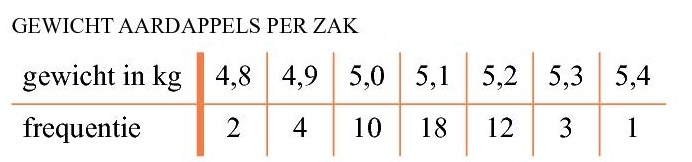 GEWICHT AARDAPPELS PER ZAK
gewicht in kg 4,8 4,9 5,0 5,1 5,2 5,3 5,4
frequentie 2 4 10 18 12 3 1